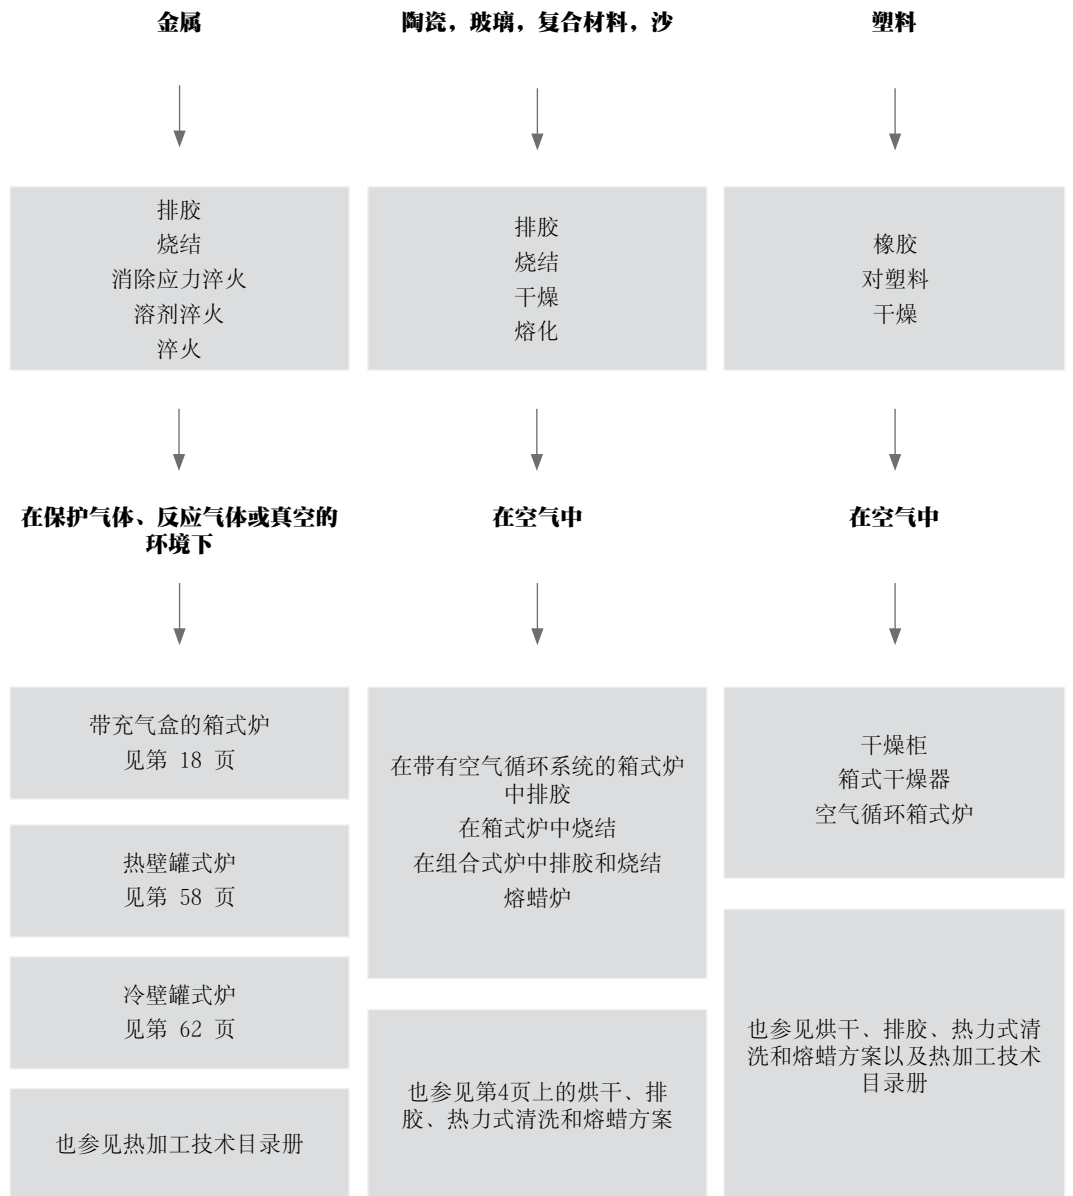 金属
排胶
烧结
消除应力淬火
溶剂淬火
淬火
在保护气体、反应气体或真空的
环境下
带充气盒的箱式炉
见第 18 页
热壁罐式炉
见第 58 页
冷壁罐式炉
见第 62 页
也参见热加工技术目录册
陶瓷，玻璃，复合材料，沙
排胶
烧结
干燥
熔化
在空气中
在带有空气循环系统的箱式炉
中排胶
在箱式炉中烧结
在组合式炉中排胶和烧结
熔蜡炉
也参见第4页上的烘干、排
胶、热力式清洗和熔蜡方案
塑料
橡胶
对塑料
干燥
在空气中
干燥柜
箱式干燥器
空气循环箱式炉
也参见烘干、排胶、热力式清
洗和熔蜡方案以及热加工技术
目录册